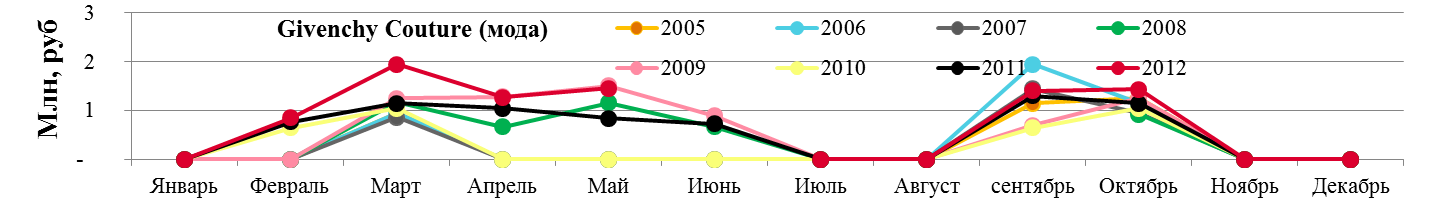 Givenchy Couture (мода)
2005 2006 2007 2008
2009 2010 2011 2012
Млн, руб
3
2
1
-
Январь Февраль Март Апрель Май Июнь Июль Август сентябрь Октябрь Ноябрь Декабрь